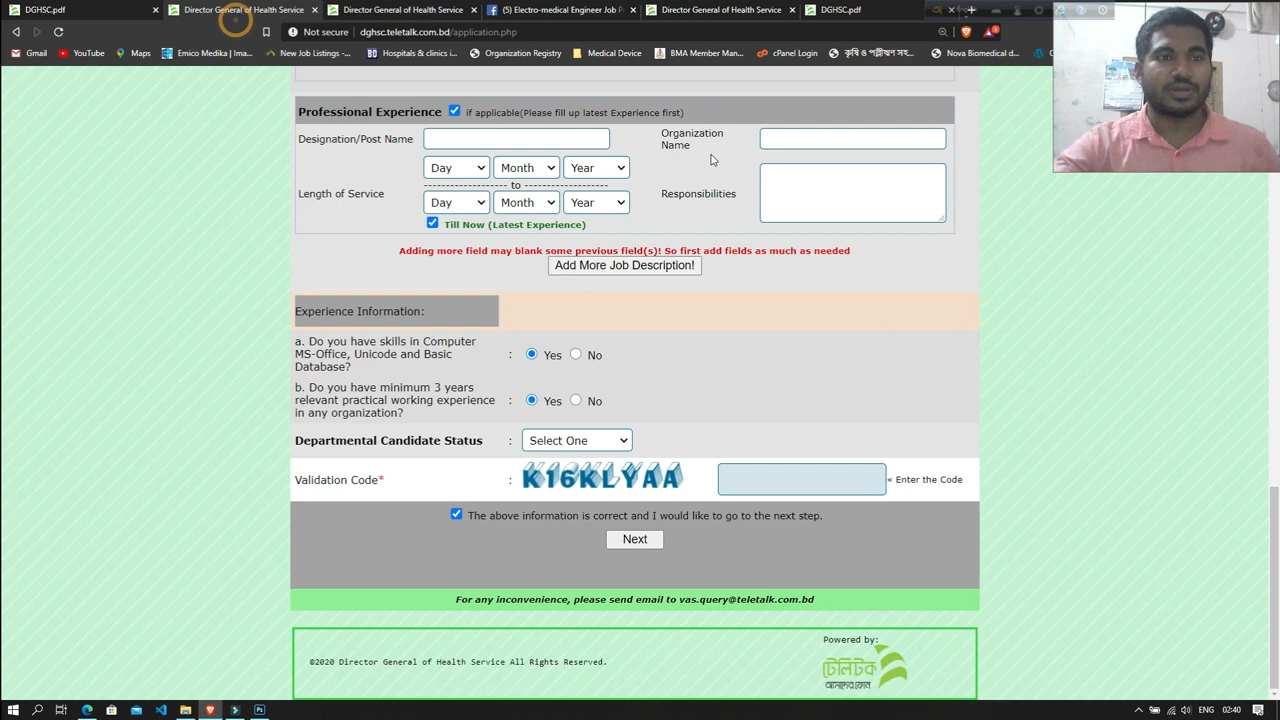 DGHSC.pdf
Director General of Health Service
Director General of Health Service
(5) Electro-medical Engineer Job P
Director General of Health Service
DGHSC.pdf
Not secure
dghsc.teletalk.com.bd/application.php
Gmail
YouTube
Maps
Emico Medika | Ima...
New Job Listings -...
Hospitals & clinics i...
Organization Regi...
Medical Device
BMA Member Man...
cPanel Login
কৃষি ও পল্লীঋণ সহ...
Nova Biomedical d...
Professional Experience if applicable(Please fill up latest Experience first)
Designation/Post Name
Organization Name
Day Month Year
-------------------- to --------------------
Length of Service
Responsibilities
Day Month Year
Till Now (Latest Experience)
Adding more field may blank some previous field(s)! So first add fields as much as needed
Add More Job Description!
Experience Information:
a. Do you have skills in Computer
MS-Office, Unicode and Basic : Yes No
Database?
b. Do you have minimum 3 years
relevant practical working experience : Yes No
in any organization?
Departmental Candidate Status : Select One
Validation Code* : K16KLYAA « Enter the Code
The above information is correct and I would like to go to the next step.
Next
For any inconvenience, please send email to vas.query@teletalk.com.bd
Powered by:
©2020 Director General of Health Service All Rights Reserved.
টেলিটক
আমাদের ফোন
ENG 02:40